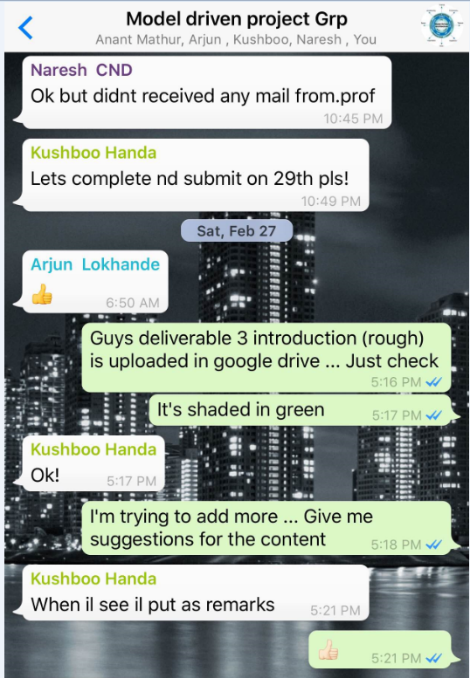 Model driven project Grp
Anant Mathur, Arjun , Kushboo, Naresh , You
Naresh CND
Ok but didnt received any mail from.prof
10:45 PM
Kushboo Handa
Lets complete nd submit on 29th pls!
10:49 PM
Sat, Feb 27
Arjun Lokhande
👍
6:50 AM
Guys deliverable 3 introduction (rough)
is uploaded in google drive ... Just check
5:16 PM
It's shaded in green
5:17 PM
Kushboo Handa
Ok!
5:17 PM
I'm trying to add more ... Give me
suggestions for the content
5:18 PM
Kushboo Handa
When il see il put as remarks
5:21 PM
👍🏻
5:21 PM